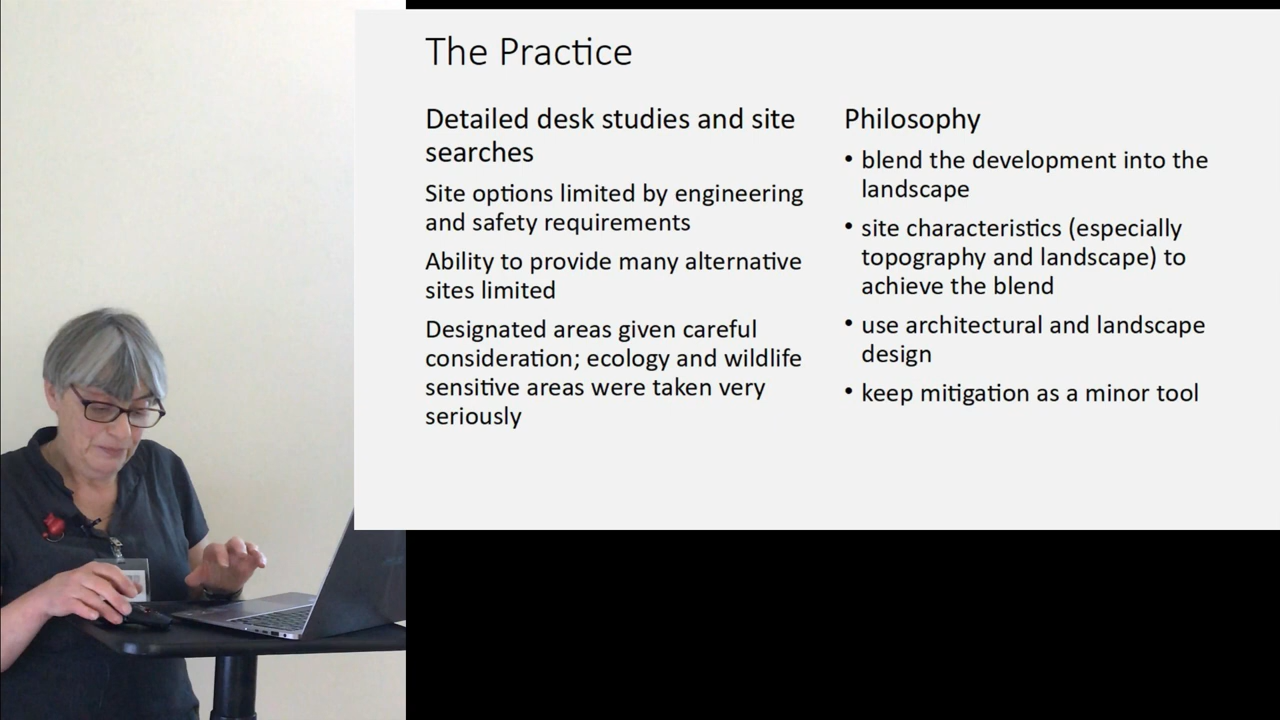 The Practice
Detailed desk studies and site
searches
Site options limited by engineering
and safety requirements
Ability to provide many alternative
sites limited
Designated areas given careful
consideration; ecology and wildlife
sensitive areas were taken very
seriously
Philosophy
• blend the development into the
landscape
• site characteristics (especially
topography and landscape) to
achieve the blend
• use architectural and landscape
design
• keep mitigation as a minor tool